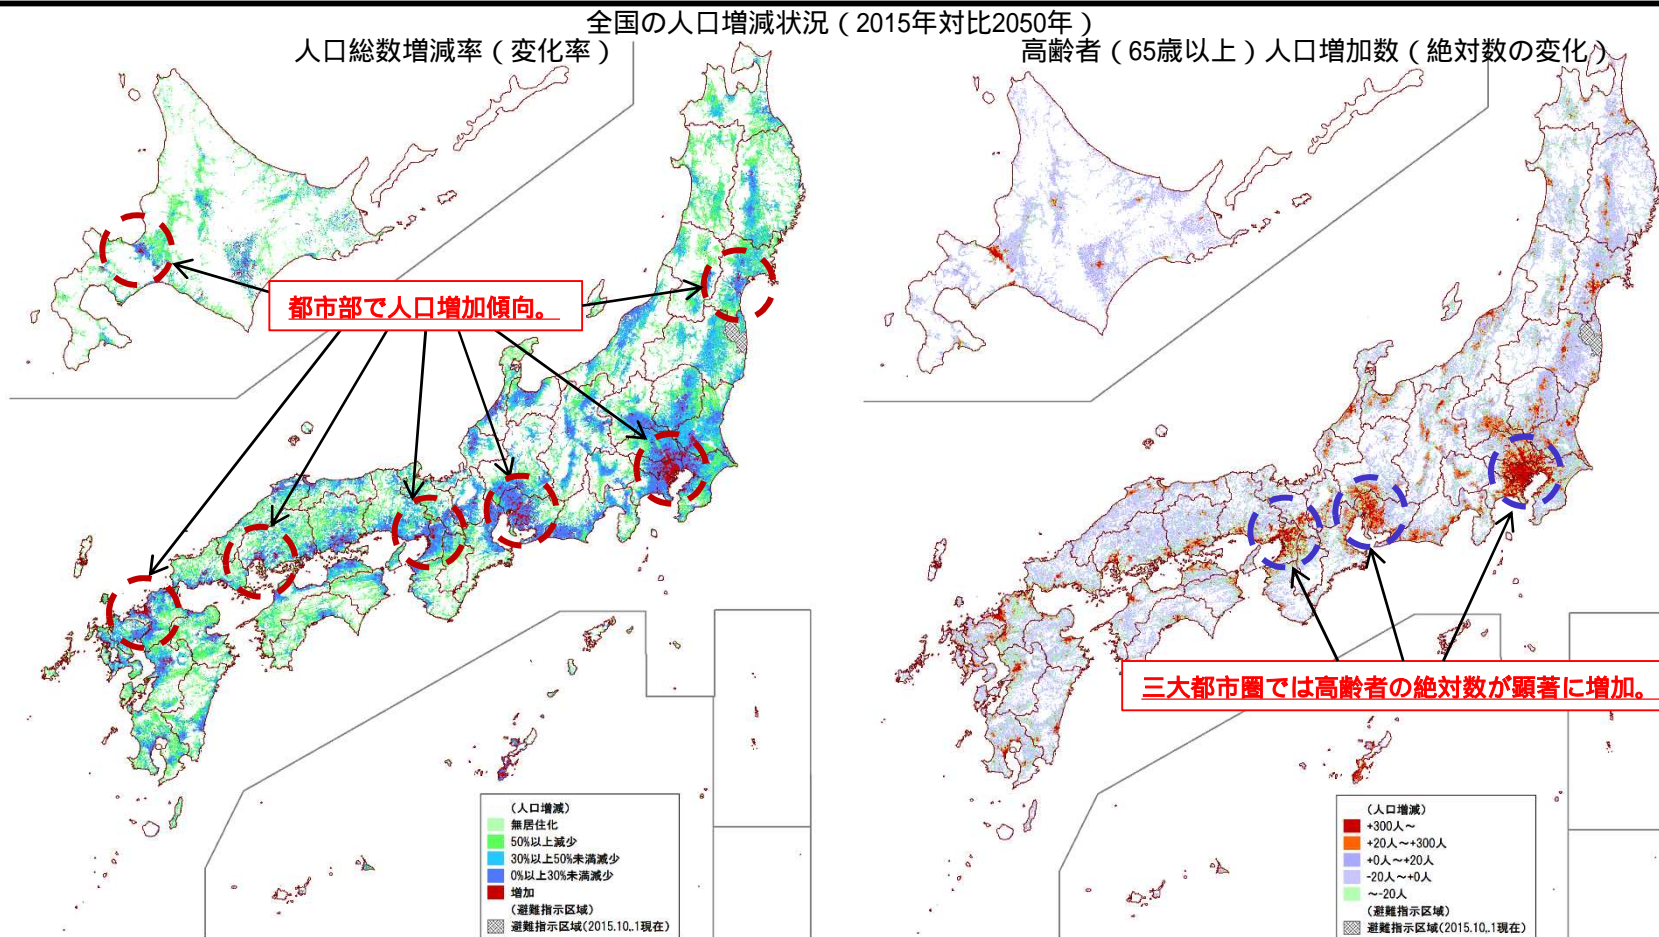 全国の人口増減状況（2015年対比2050年）
人口総数増減率（変化率）
高齢者（65歳以上）人口増加数（絶対数の変化）
都市部で人口増加傾向。
三大都市圏では高齢者の絶対数が顕著に増加。
（人口増減）
無居住化
50%以上減少
30%以上50%未満減少
0%以上30%未満減少
増加
（避難指示区域）
避難指示区域(2015.10..1現在)
（人口増減）
+300人～
+20人～+300人
+0人～+20人
-20人～+0人
～-20人
（避難指示区域）
避難指示区域(2015.10..1現在)